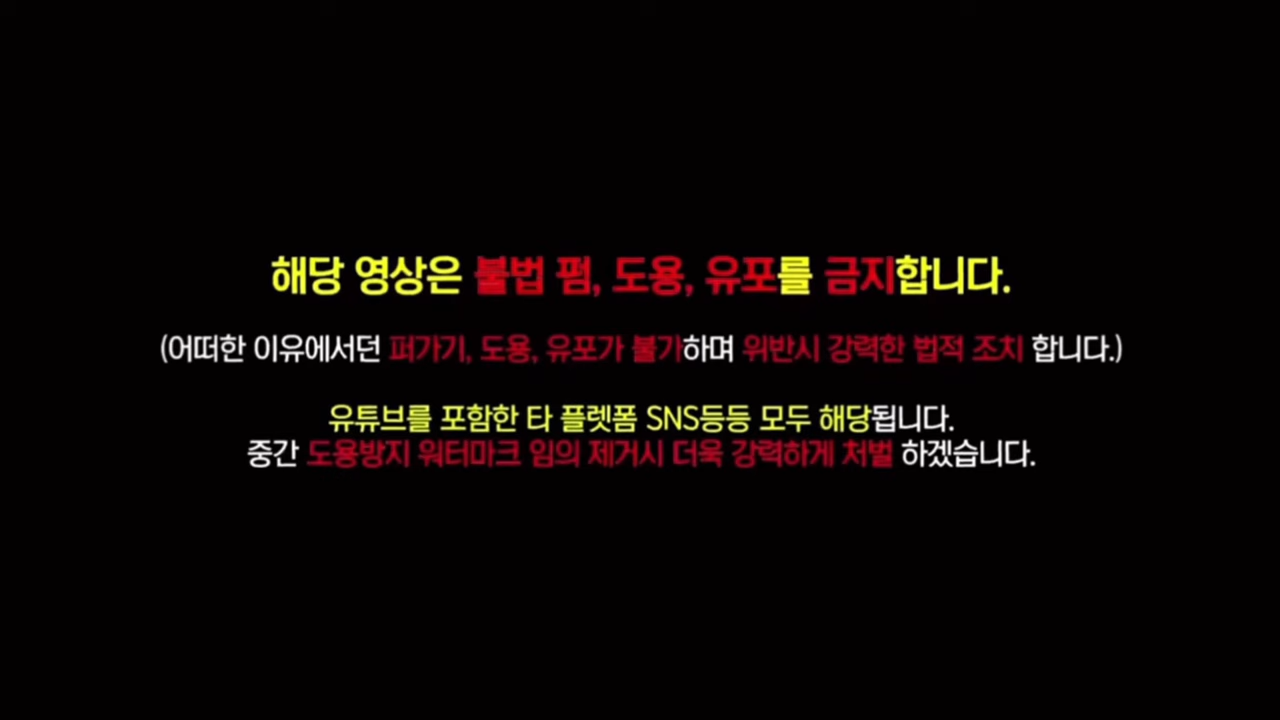 해당 영상은 불법 펌, 도용, 유포를 금지합니다.
(어떠한 이유에서던 퍼가기, 도용, 유포가 불가하며 위반시 강력한 법적 조치 합니다.)
유튜브를 포함한 타 플렛폼 SNS등등 모두 해당됩니다.
중간 도용방지 워터마크 임의 제거시 더욱 강력하게 처벌 하겠습니다.